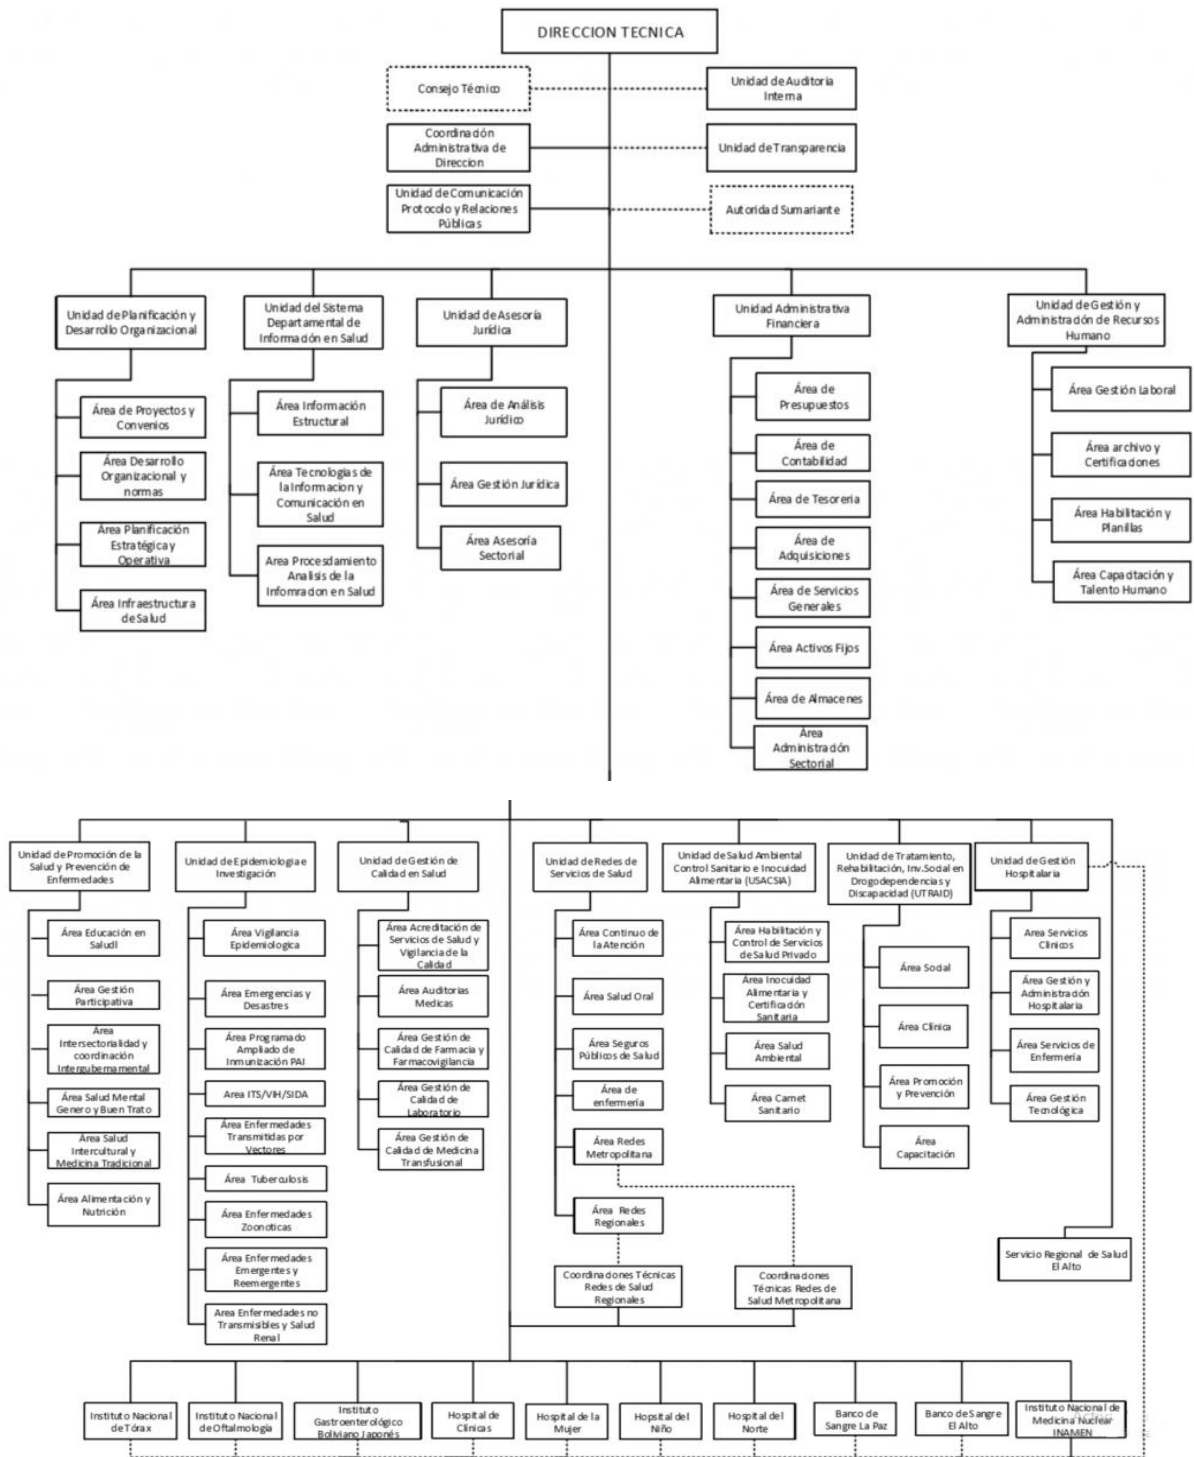 DIRECCION TECNICA
Consejo Técnico
Unidad de Auditoria
Interna
Coordinación
Administrativa de
Direccion
Unidad de Transparencia
Unidad de Comunicación
Protocolo y Relaciones
Públicas
Autoridad Sumariante
Unidad de Planificación y
Desarrollo Organizacional
Unidad del Sistema
Departamental de
Información en Salud
Unidad de Asesoría
Jurídica
Unidad Administrativa
Financiera
Unidad de Gestión y
Administración de Recursos
Humano
Área de Proyectos y
Convenios
Área Desarrollo
Organizacional y
normas
Área Planificación
Estratégica y
Operativa
Área Infraestructura
de Salud
Área Información
Estructural
Área Tecnologías de
la Informacion y
Comunicación en
Salud
Area Procesdamiento
Analisis de la
Infomracion en Salud
Área de Análisis
Jurídico
Área Gestión Jurídica
Área Asesoría
Sectorial
Área de
Presupuestos
Área de
Contabilidad
Área de Tesoreria
Área de
Adquisiciones
Área de Servicios
Generales
Área Activos Fijos
Área de Almacenes
Área
Administración
Sectorial
Área Gestión Laboral
Área archivo y
Certificaciones
Área Habilitación y
Planillas
Área Capacitación y
Talento Humano
Unidad de Promoción de la
Salud y Prevención de
Enfermedades
Unidad de Epidemiologia e
Investigación
Unidad de Gestión de
Calidad en Salud
Unidad de Redes de
Servicios de Salud
Unidad de Salud Ambiental
Control Sanitario e Inocuidad
Alimentaria (USACSIA)
Unidad de Tratamiento,
Rehabilitación, Inv.Social en
Drogodependencias y
Discapacidad (UTRAID)
Unidad de Gestión
Hospitalaria
Área Educación en
Saludl
Área Gestión
Participativa
Área
Intersectorialidad y
coordinación
Intergubernamental
Área Salud Mental
Genero y Buen Trato
Área Salud
Intercultural y
Medicina Tradicional
Área Alimentación y
Nutrición
Área Vigilancia
Epidemiologica
Área Emergencias y
Desastres
Área Programado
Ampliado de
Inmunización PAI
Area ITS/VIH/SIDA
Área Enfermedades
Transmitidas por
Vectores
Área Tuberculosis
Área Enfermedades
Zoonoticas
Área Enfermedades
Emergentes y
Reemergentes
Area Enfermedades no
Transmisibles y Salud
Renal
Área Acreditación de
Servicios de Salud y
Vigilancia de la
Calidad
Área Auditorias
Medicas
Área Gestión de
Calidad de Farmacia y
Farmacovigilancia
Área Gestión de
Calidad de
Laboratorio
Área Gestión de
Calidad de Medicina
Transfusional
Área Continuo de
la Atención
Área Salud Oral
Área Seguros
Públicos de Salud
Área de
enfermería
Área Redes
Metropolitana
Área Redes
Regionales
Coordinaciones Técnicas
Redes de Salud
Regionales
Coordinaciones
Técnicas Redes de
Salud Metropolitana
Área Habilitación y
Control de Servicios
de Salud Privado
Área Inocuidad
Alimentaria y
Certificación
Sanitaria
Área Salud
Ambiental
Área Carnet
Sanitario
Área Social
Área Clínica
Área Promoción
y Prevención
Área
Capacitación
Area Servicios
Clinicos
Área Gestión y
Administración
Hospitalaria
Área Servicios de
Enfermería
Área Gestión
Tecnológica
Servicio Regional de Salud
El Alto
Instituto Nacional
de Tórax
Instituto Nacional
de Oftalmología
Instituto
Gastroenterológico
Boliviano Japonés
Hospital de
Clínicas
Hospital de la
Mujer
Hopsital del
Niño
Hospital del
Norte
Banco de
Sangre La Paz
Banco de Sangre
El Alto
Instituto Nacional de
Medicina Nuclear
INAMEN